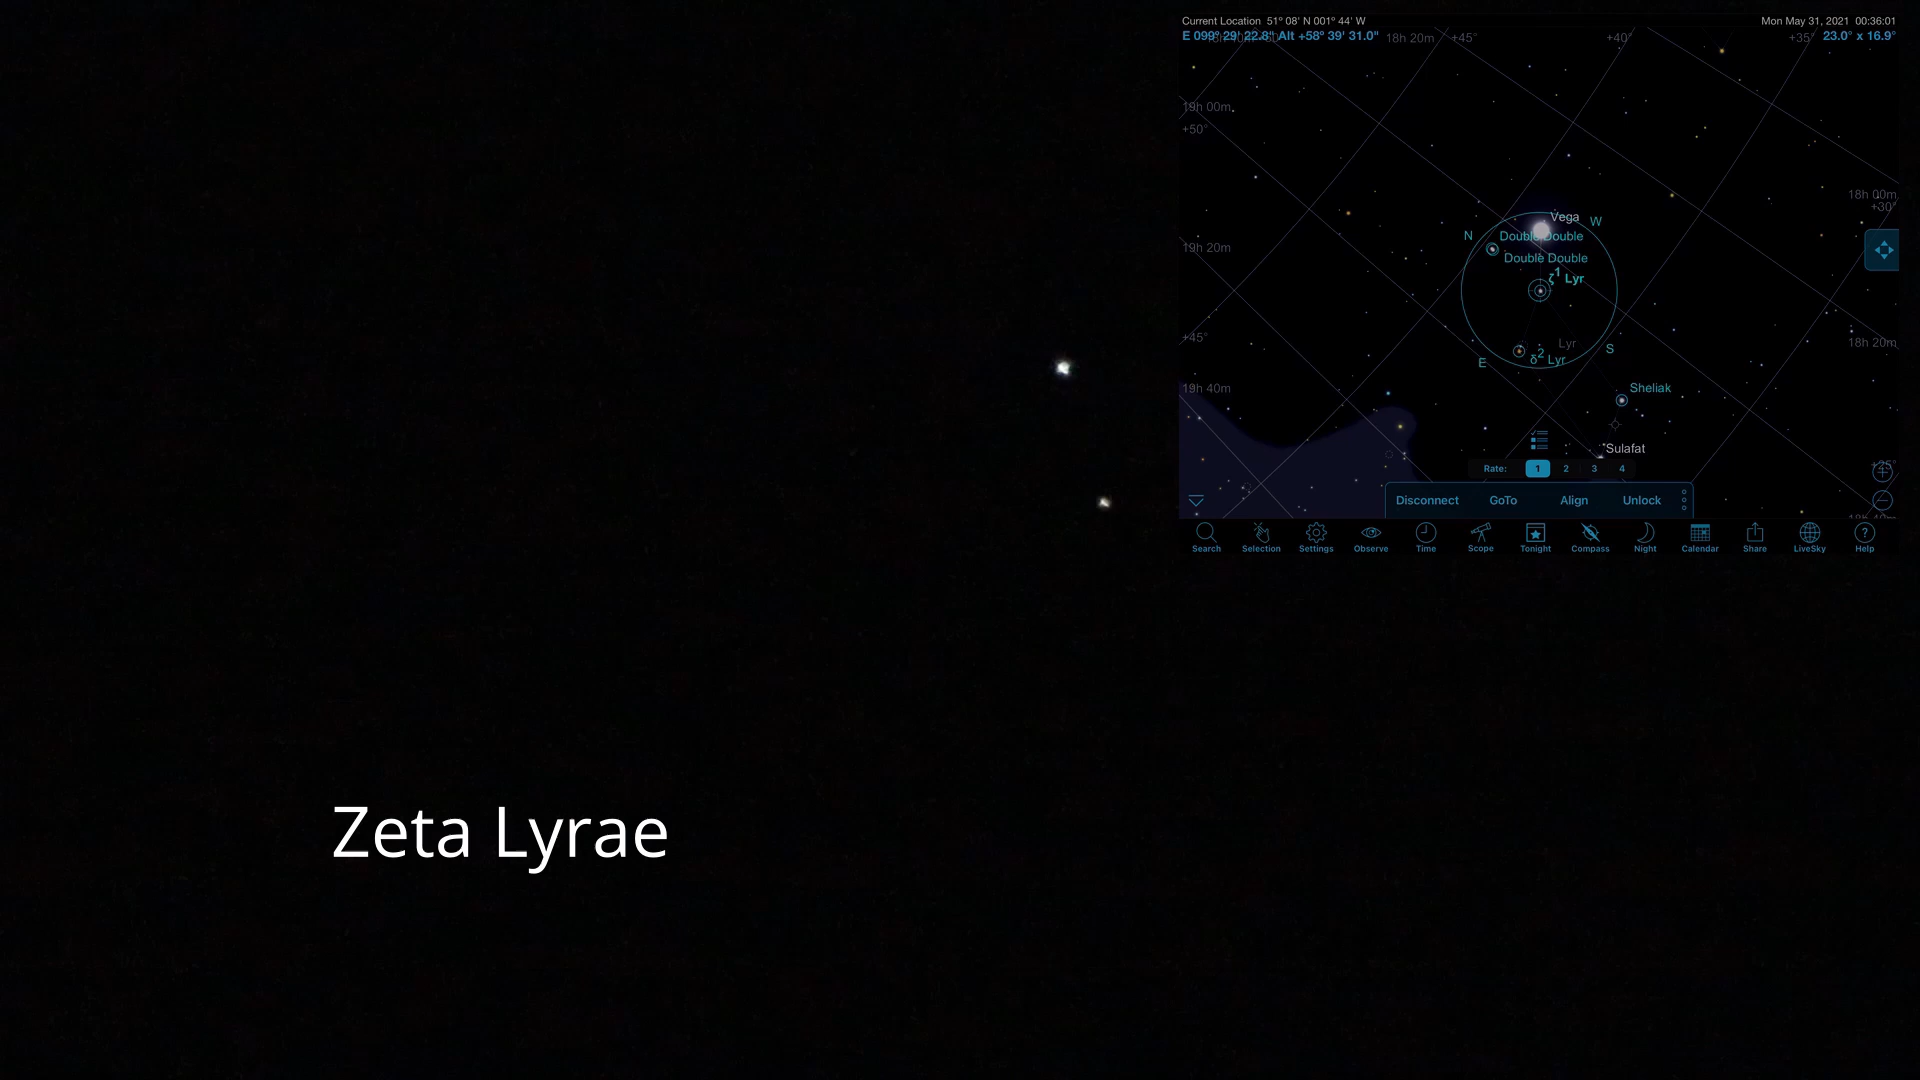 Current Location 51° 08' N 001° 44' W
Mon May 31, 2021 00:36:01
E 099° 29' 22.8" Alt +58° 39' 31.0"
18h 20m
+45°
+40°
+35°
23.0° x 16.9°
19h 00m
+50°
18h 00m
+30°
Vega
W
N
Double Double
19h 20m
Double Double
ζ1 Lyr
+45°
Lyr
18h 20m
S
E
δ2 Lyr
19h 40m
Sheliak
Sulafat
Rate: 1 2 3 4
+25°
Disconnect GoTo Align Unlock
Search Selection Settings Observe Time Scope Tonight Compass Night Calendar Share LiveSky Help
Zeta Lyrae